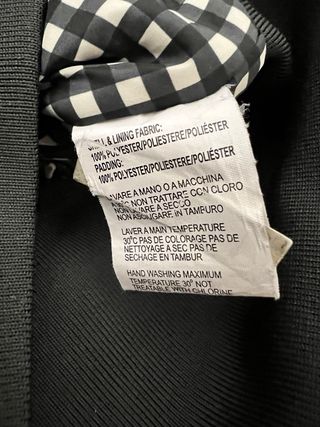 & LINING FABRIC:
100% POLYESTER/POLIESTERE/POLIÉSTER
PADDING:
100% POLYESTER/POLIESTERE/POLIÉSTER
LAVARE A MANO O A MACCHINA
NON TRATTARE CON CLORO
NON LAVARE A SECCO
NON ASCIUGARE IN TAMPURO
LAVER A MAIN TEMPERATURE
30°C PAS DE COLORAGE PAS DE
NETTOYAGE A SEC PAS DE
SECHAGE EN TAMBUR
HAND WASHING MAXIMUM
TEMPERATURE 30° NOT
TREATABLE WITH CHLORINE